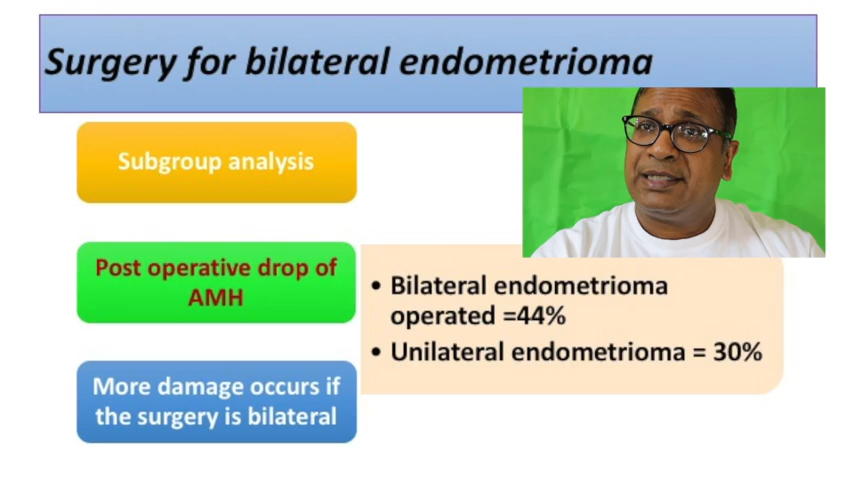 Surgery for bilateral endometrioma
Subgroup analysis
Post operative drop of
AMH
• Bilateral endometrioma
operated =44%
• Unilateral endometrioma = 30%
More damage occurs if
the surgery is bilateral